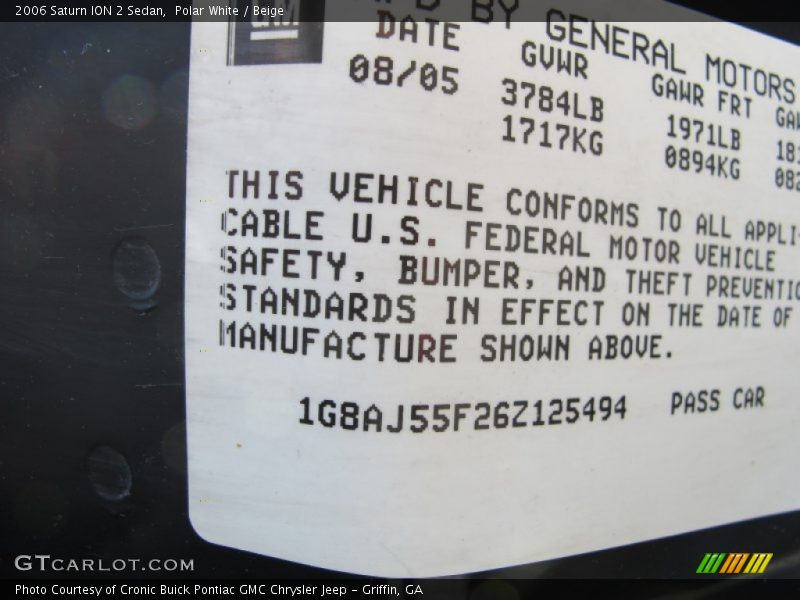 2006 Saturn ION 2 Sedan, Polar White / Beige
GM
BY GENERAL MOTORS
DATE GVWR GAWR FRT
08/05 3784LB 1971LB
1717KG 0894KG
THIS VEHICLE CONFORMS TO ALL APPLI-
CABLE U.S. FEDERAL MOTOR VEHICLE
SAFETY, BUMPER, AND THEFT PREVENTIO
STANDARDS IN EFFECT ON THE DATE OF
MANUFACTURE SHOWN ABOVE.
1G8AJ55F26Z125494 PASS CAR
GTCARLOT.COM
Photo Courtesy of Cronic Buick Pontiac GMC Chrysler Jeep - Griffin, GA